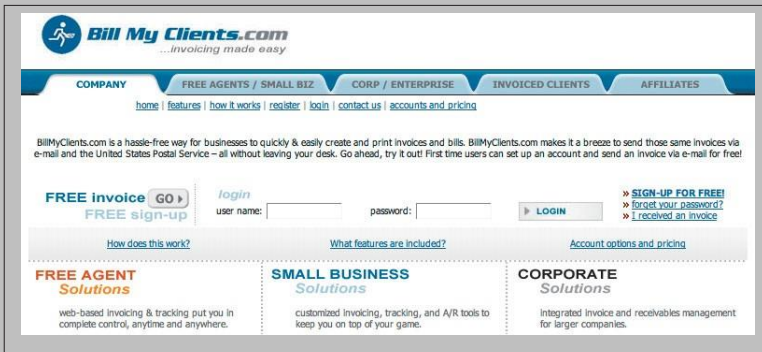 Bill My Clients.com
...invoicing made easy
COMPANY FREE AGENTS / SMALL BIZ CORP / ENTERPRISE INVOICED CLIENTS AFFILIATES
home | features | how it works | register | login | contact us | accounts and pricing
BillMyClients.com is a hassle-free way for businesses to quickly & easily create and print invoices and bills. BillMyClients.com makes it a breeze to send those same invoices via
e-mail and the United States Postal Service – all without leaving your desk. Go ahead, try it out! First time users can set up an account and send an invoice via e-mail for free!
FREE invoice GO
FREE sign-up
login
user name: password: LOGIN
» SIGN-UP FOR FREE!
» forget your password?
» I received an invoice
How does this work? What features are included? Account options and pricing
FREE AGENT
Solutions
web-based invoicing & tracking put you in
complete control, anytime and anywhere.
SMALL BUSINESS
Solutions
customized invoicing, tracking, and A/R tools to
keep you on top of your game.
CORPORATE
Solutions
integrated invoice and receivables management
for larger companies.